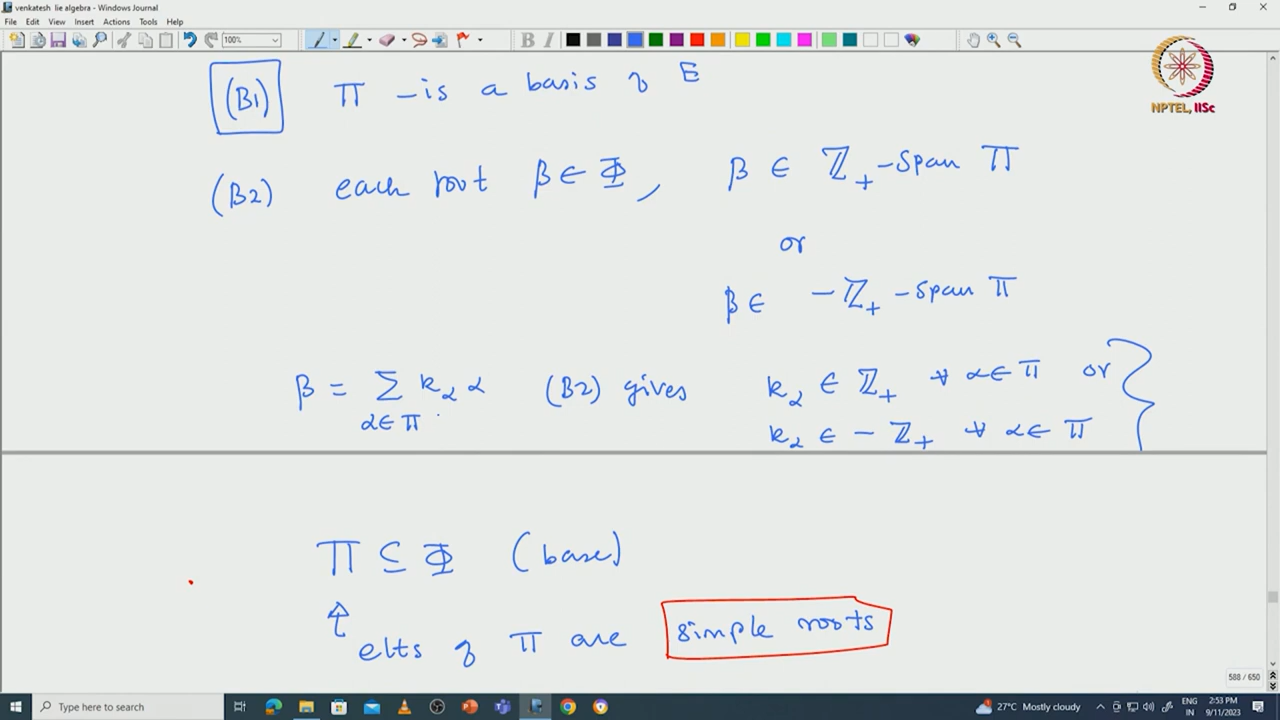 venkatesh lie algebra - Windows Journal
File Edit View Insert Actions Tools Help
100%
NPTEL, IISc
(B1) Π - is a basis of E
(B2) each root β ∈ Φ, β ∈ ℤ₊-span Π
or
β ∈ -ℤ₊-span Π
β = Σ_{α∈Π} k_α α (B2) gives k_α ∈ ℤ₊ ∀ α ∈ Π or
k_α ∈ -ℤ₊ ∀ α ∈ Π
Π ⊆ Φ (base)
elts of Π are simple roots
588 / 650
Type here to search
27°C Mostly cloudy
ENG
IN
2:53 PM
9/11/2023